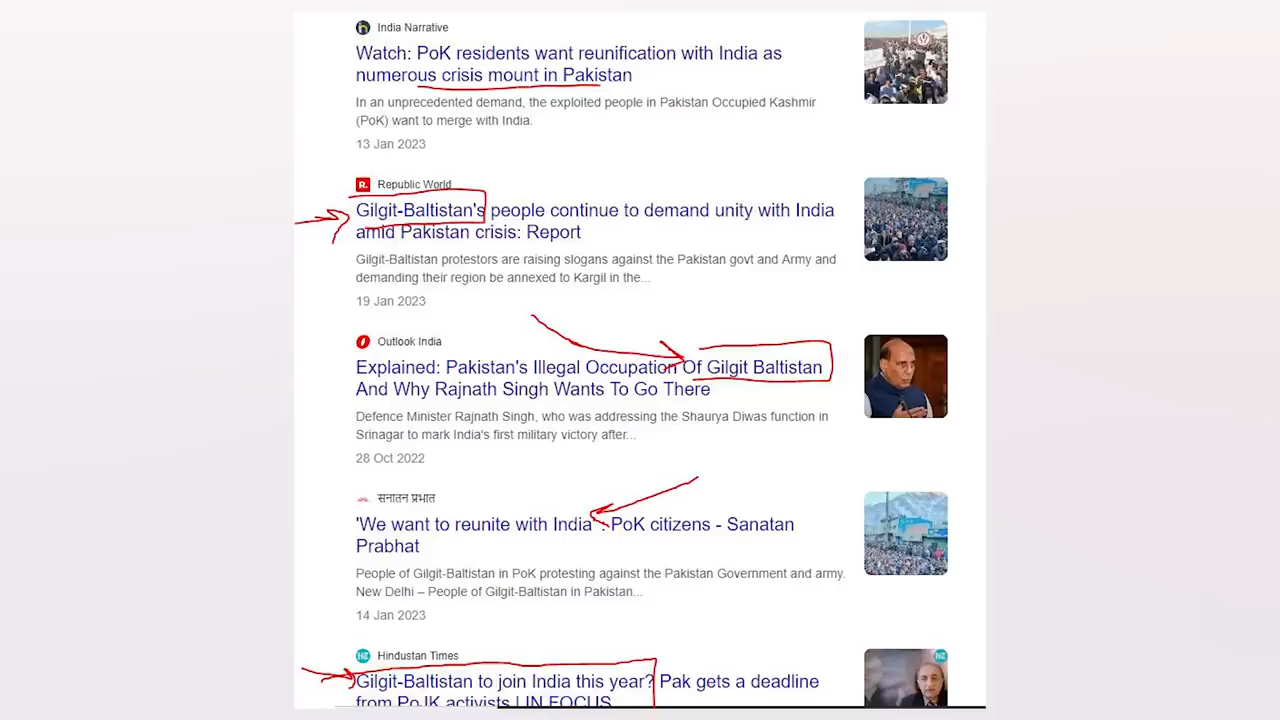 India Narrative
Watch: PoK residents want reunification with India as
numerous crisis mount in Pakistan
In an unprecedented demand, the exploited people in Pakistan Occupied Kashmir
(PoK) want to merge with India.
13 Jan 2023
R.
Republic World
Gilgit-Baltistan's people continue to demand unity with India
amid Pakistan crisis: Report
Gilgit-Baltistan protestors are raising slogans against the Pakistan govt and Army and
demanding their region be annexed to Kargil in the...
19 Jan 2023
Outlook India
Explained: Pakistan's Illegal Occupation Of Gilgit Baltistan
And Why Rajnath Singh Wants To Go There
Defence Minister Rajnath Singh, who was addressing the Shaurya Diwas function in
Srinagar to mark India's first military victory after...
28 Oct 2022
सनातन प्रभात
'We want to reunite with India' : PoK citizens - Sanatan
Prabhat
People of Gilgit-Baltistan in PoK protesting against the Pakistan Government and army.
New Delhi – People of Gilgit-Baltistan in Pakistan...
14 Jan 2023
Hindustan Times
Gilgit-Baltistan to join India this year? Pak gets a deadline
from PoJK activists | IN FOCUS